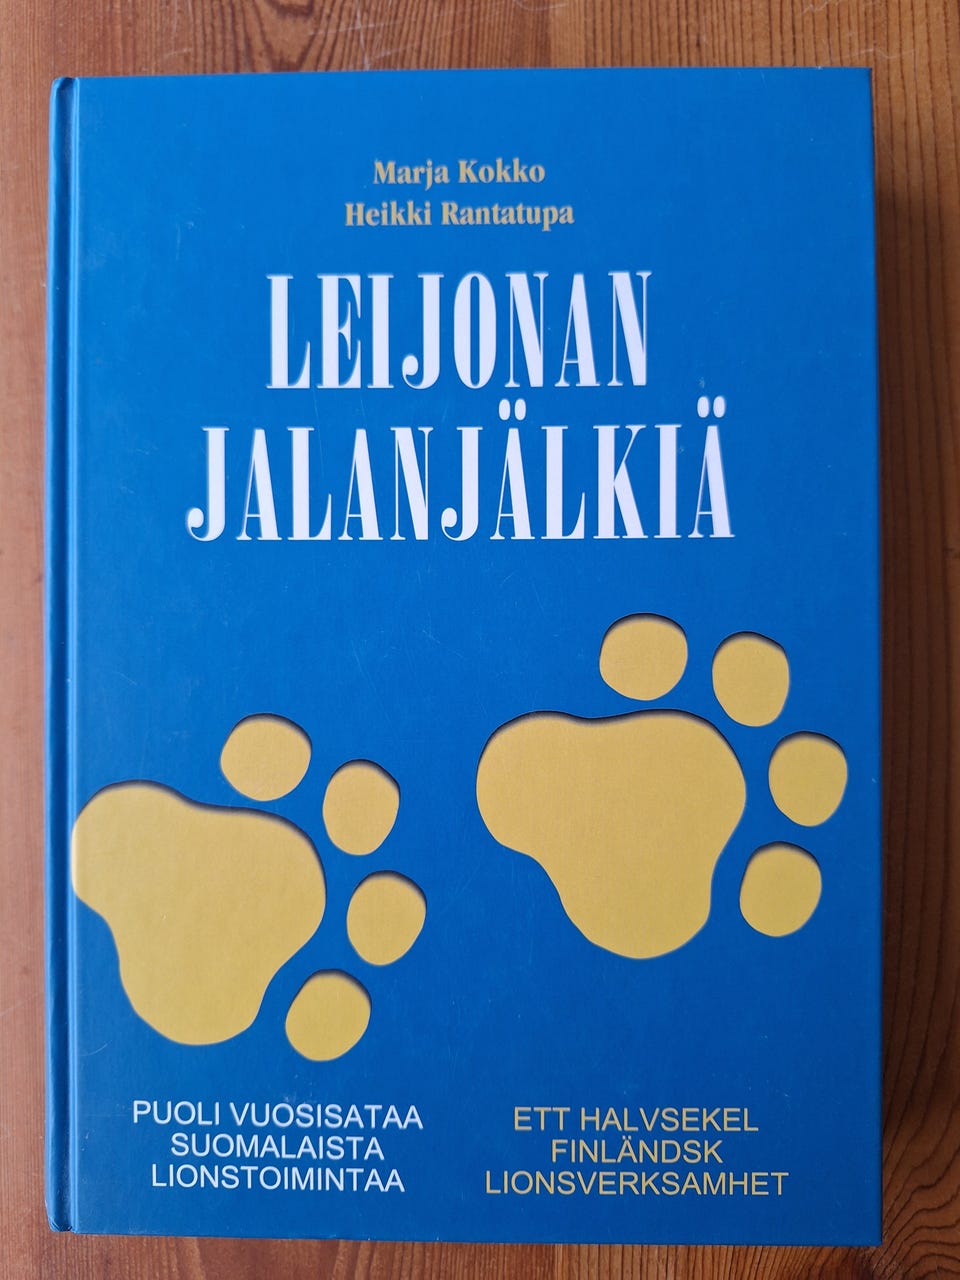 Marja Kokko
Heikki Rantatupa
LEIJONAN
JALANJÄLKIÄ
PUOLI VUOSISATAA
SUOMALAISTA
LIONSTOIMINTAA
ETT HALVSEKEL
FINLÄNDSK
LIONSVERKSAMHET